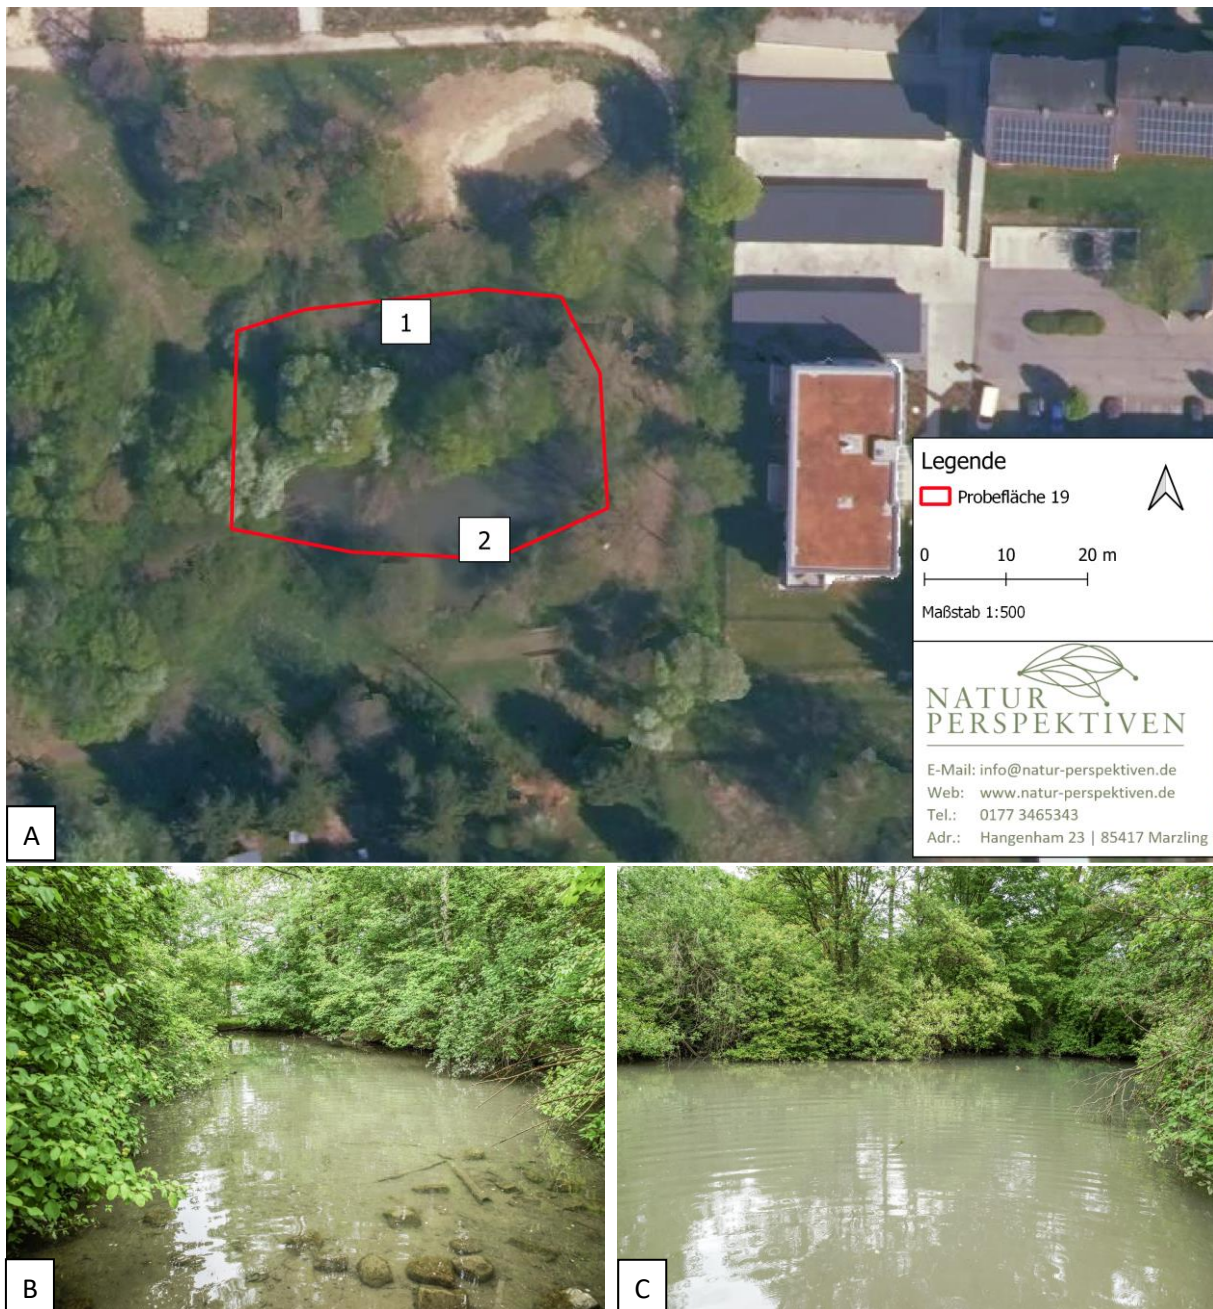 1
2
Legende
Probefläche 19
0 10 20 m
Maßstab 1:500
NATUR
PERSPEKTIVEN
E-Mail: info@natur-perspektiven.de
Web: www.natur-perspektiven.de
Tel.: 0177 3465343
Adr.: Hangenham 23 | 85417 Marzling
A
B
C